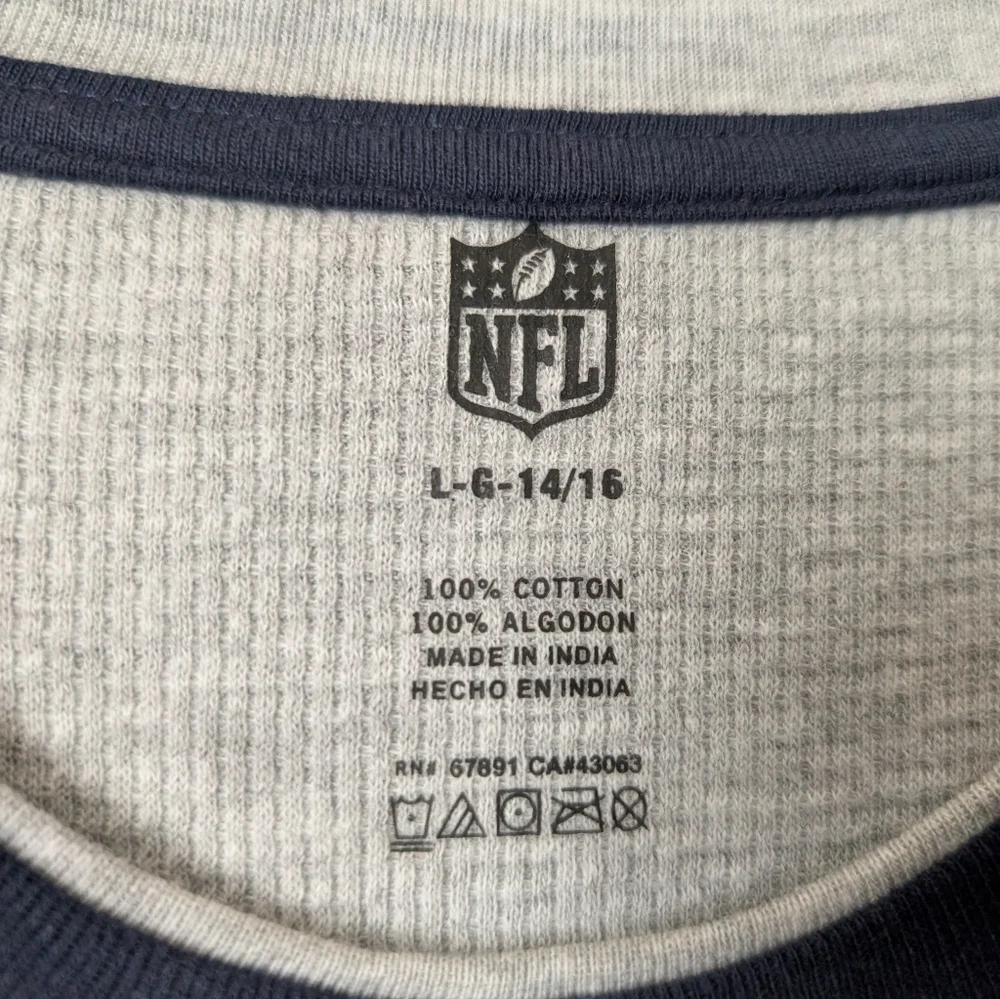 NFL
L-G-14/16
100% COTTON
100% ALGODON
MADE IN INDIA
HECHO EN INDIA
RN# 67891 CA#43063